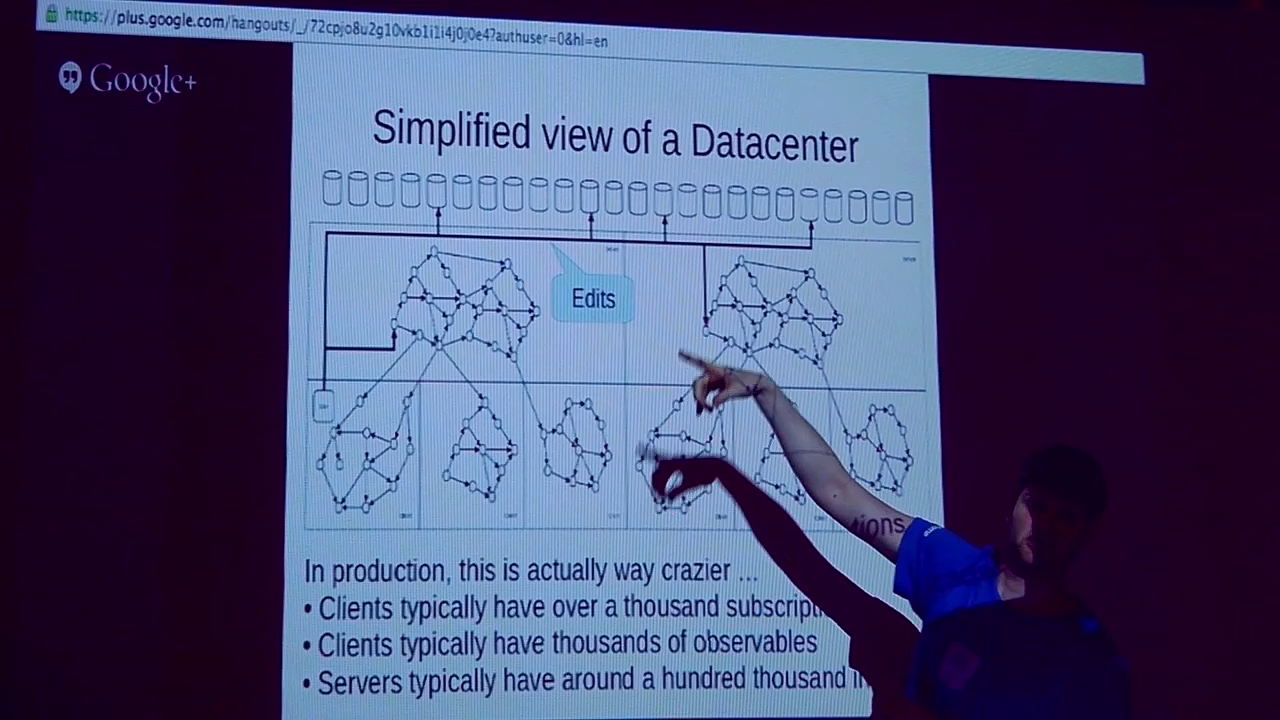 https://plus.google.com/hangouts/_/72cpjo8u2g10vkb1i1i4j0j0e4?authuser=0&hl=en
Google+
Simplified view of a Datacenter
Edits
In production, this is actually way crazier ...
• Clients typically have over a thousand subscriptions
• Clients typically have thousands of observables
• Servers typically have around a hundred thousand